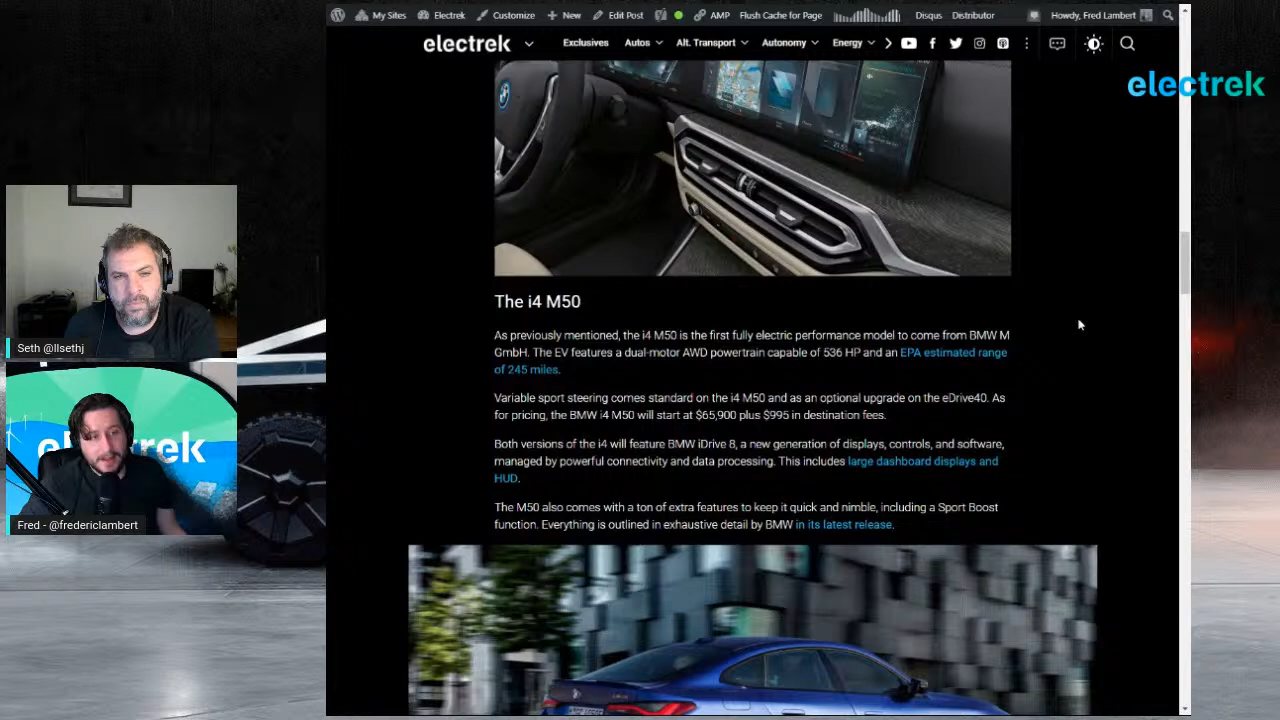 My Sites
Electrek
Customize
New
Edit Post
AMP
Flush Cache for Page
Disqus
Distributor
Howdy, Fred Lambert
electrek
Exclusives
Autos
Alt. Transport
Autonomy
Energy
electrek
The i4 M50
As previously mentioned, the i4 M50 is the first fully electric performance model to come from BMW M
GmbH. The EV features a dual-motor AWD powertrain capable of 536 HP and an EPA estimated range
of 245 miles.
Variable sport steering comes standard on the i4 M50 and as an optional upgrade on the eDrive40. As
for pricing, the BMW i4 M50 will start at $65,900 plus $995 in destination fees.
Both versions of the i4 will feature BMW iDrive 8, a new generation of displays, controls, and software,
managed by powerful connectivity and data processing. This includes large dashboard displays and
HUD.
The M50 also comes with a ton of extra features to keep it quick and nimble, including a Sport Boost
function. Everything is outlined in exhaustive detail by BMW in its latest release.
Seth @llsethj
Fred - @fredericlambert